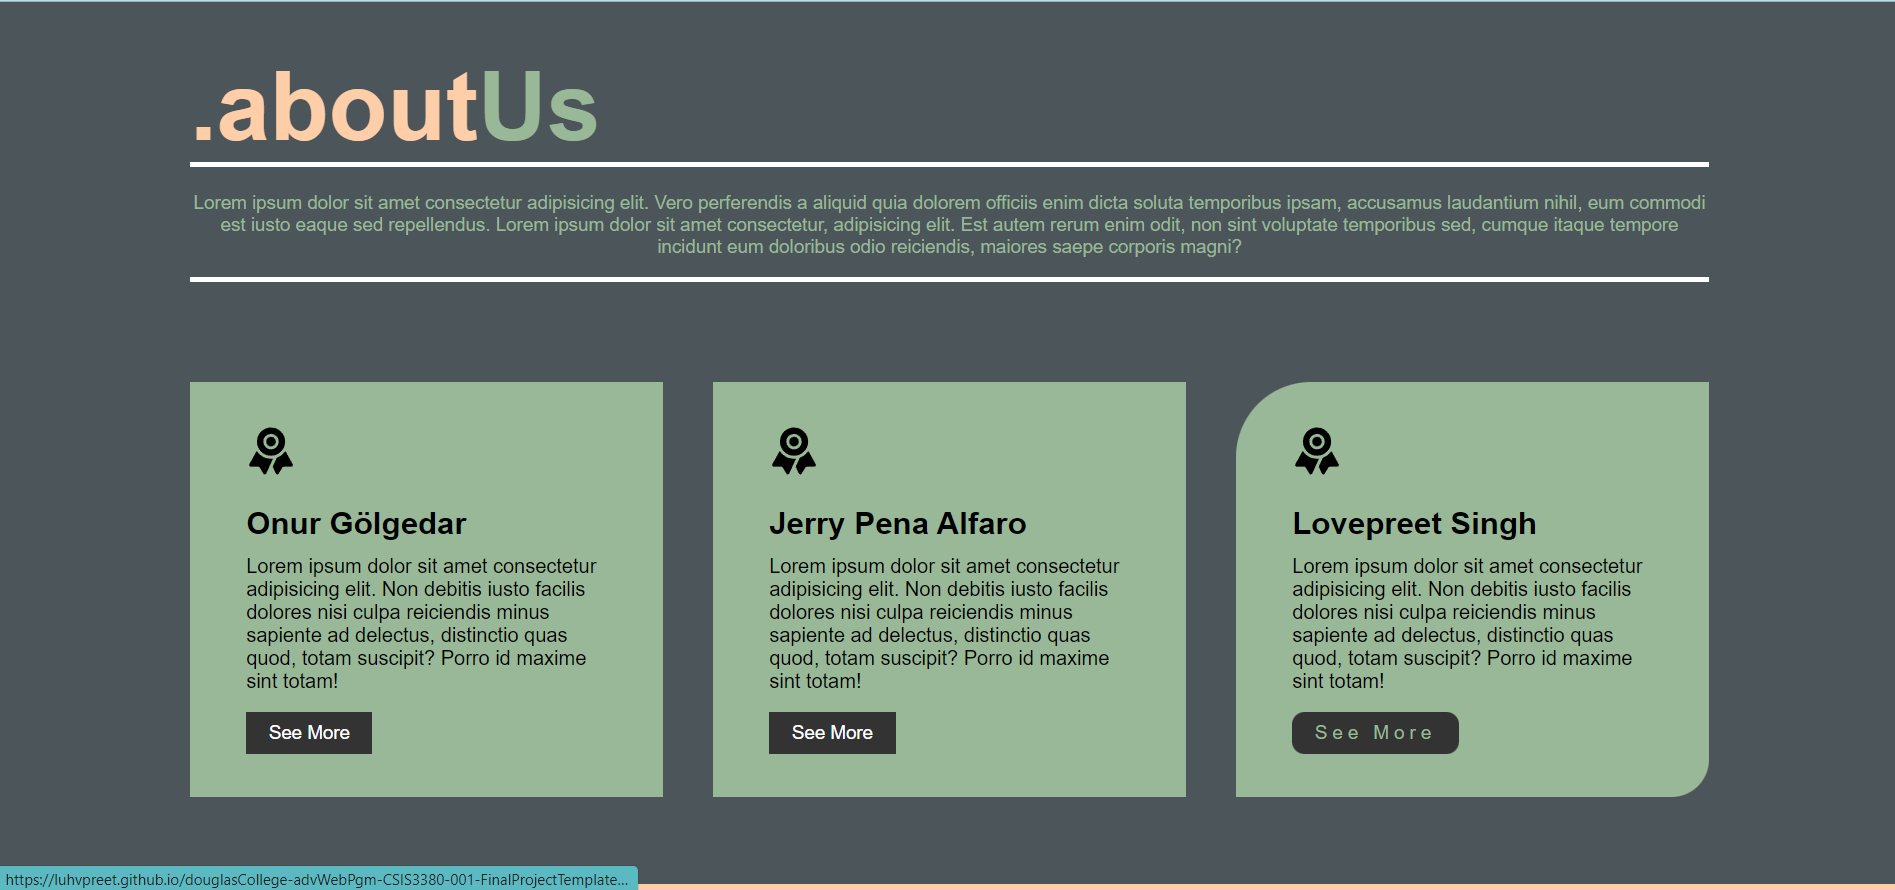 .aboutUs
Lorem ipsum dolor sit amet consectetur adipisicing elit. Vero perferendis a aliquid quia dolorem officiis enim dicta soluta temporibus ipsam, accusamus laudantium nihil, eum commodi
est iusto eaque sed repellendus. Lorem ipsum dolor sit amet consectetur, adipisicing elit. Est autem rerum enim odit, non sint voluptate temporibus sed, cumque itaque tempore
incidunt eum doloribus odio reiciendis, maiores saepe corporis magni?
Onur Gölgedar
Lorem ipsum dolor sit amet consectetur
adipisicing elit. Non debitis iusto facilis
dolores nisi culpa reiciendis minus
sapiente ad delectus, distinctio quas
quod, totam suscipit? Porro id maxime
sint totam!
See More
Jerry Pena Alfaro
Lorem ipsum dolor sit amet consectetur
adipisicing elit. Non debitis iusto facilis
dolores nisi culpa reiciendis minus
sapiente ad delectus, distinctio quas
quod, totam suscipit? Porro id maxime
sint totam!
See More
Lovepreet Singh
Lorem ipsum dolor sit amet consectetur
adipisicing elit. Non debitis iusto facilis
dolores nisi culpa reiciendis minus
sapiente ad delectus, distinctio quas
quod, totam suscipit? Porro id maxime
sint totam!
See More
https://luhvpreet.github.io/douglasCollege-advWebPgm-CSIS3380-001-FinalProjectTemplate...